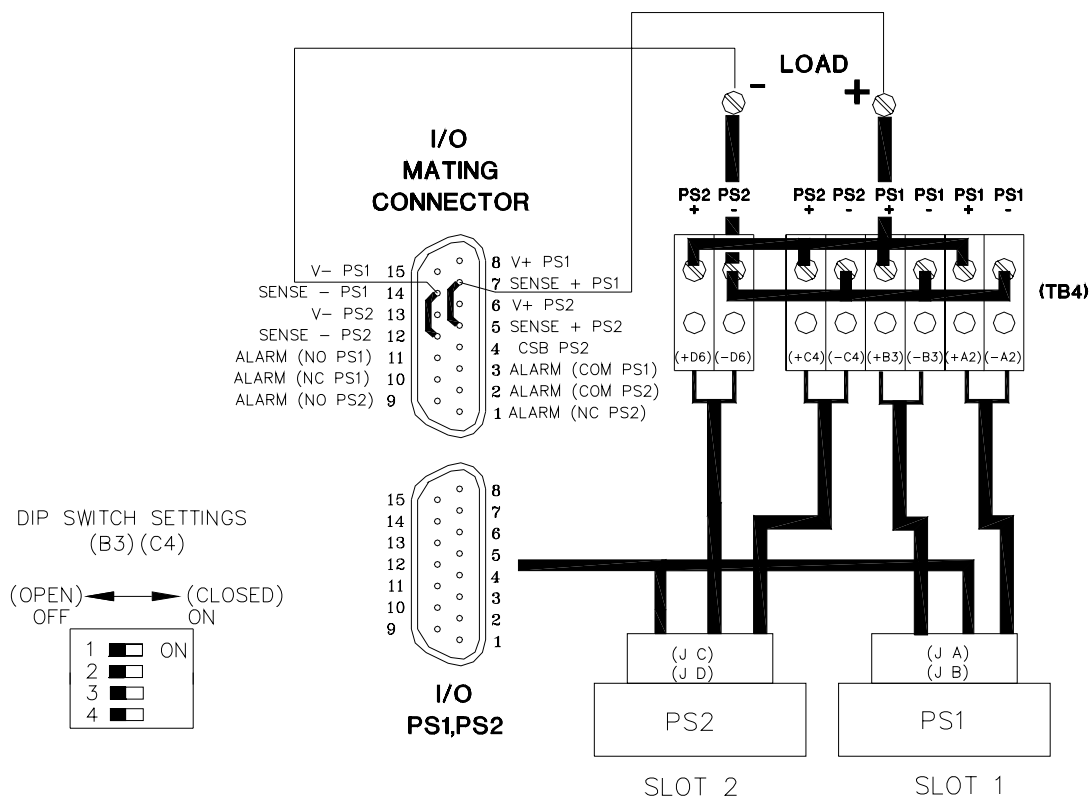 LOAD
- +
I/O
MATING
CONNECTOR
PS2 PS2 PS2 PS2 PS1 PS1 PS1 PS1
+ - + - + - + -
V- PS1 15
SENSE - PS1 14
V- PS2 13
SENSE - PS2 12
ALARM (NO PS1) 11
ALARM (NC PS1) 10
ALARM (NO PS2) 9
8 V+ PS1
7 SENSE + PS1
6 V+ PS2
5 SENSE + PS2
4 CSB PS2
3 ALARM (COM PS1)
2 ALARM (COM PS2)
1 ALARM (NC PS2)
(TB4)
(+D6) (-D6) (+C4) (-C4) (+B3) (-B3) (+A2) (-A2)
15
14
13
12
11
10
9
8
7
6
5
4
3
2
1
I/O
PS1,PS2
DIP SWITCH SETTINGS
(B3) (C4)
(OPEN) (CLOSED)
OFF ON
1 ON
2
3
4
(J C)
(J D)
PS2
SLOT 2
(J A)
(J B)
PS1
SLOT 1